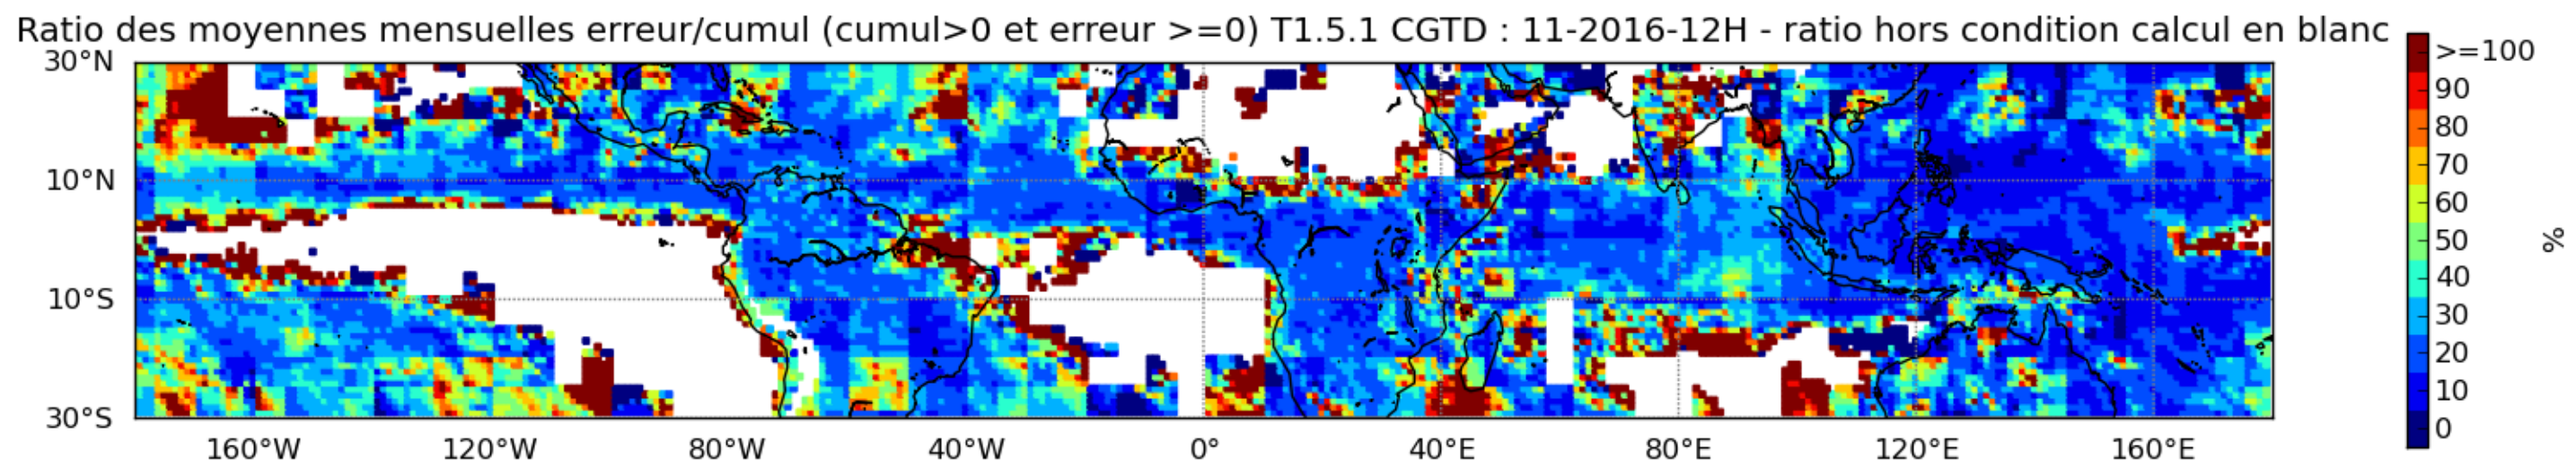 Ratio des moyennes mensuelles erreur/cumul (cumul>0 et erreur >=0) T1.5.1 CGTD : 11-2016-12H - ratio hors condition calcul en blanc
30°N
10°N
10°S
30°S
160°W 120°W 80°W 40°W 0° 40°E 80°E 120°E 160°E
>=100
90
80
70
60
50
40
30
20
10
0
%